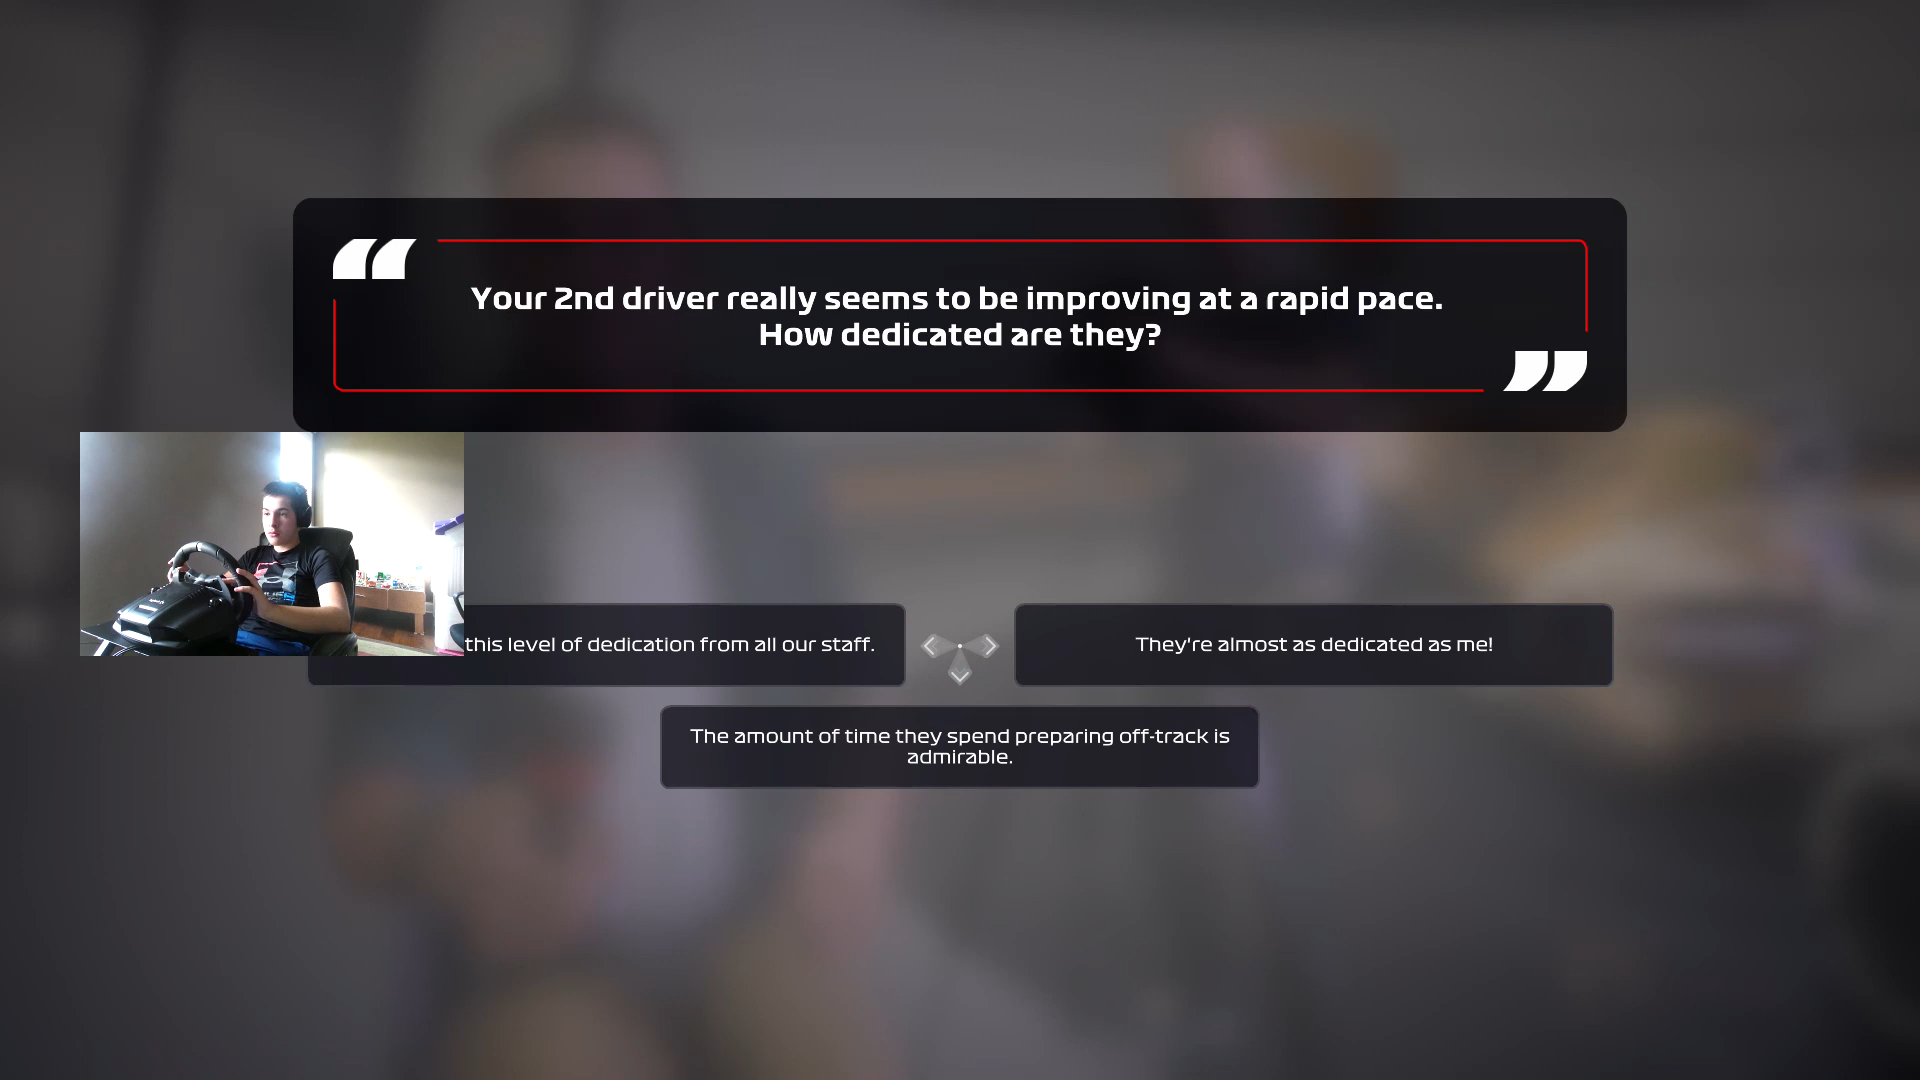 Your 2nd driver really seems to be improving at a rapid pace.
How dedicated are they?
this level of dedication from all our staff.
They're almost as dedicated as me!
The amount of time they spend preparing off-track is
admirable.